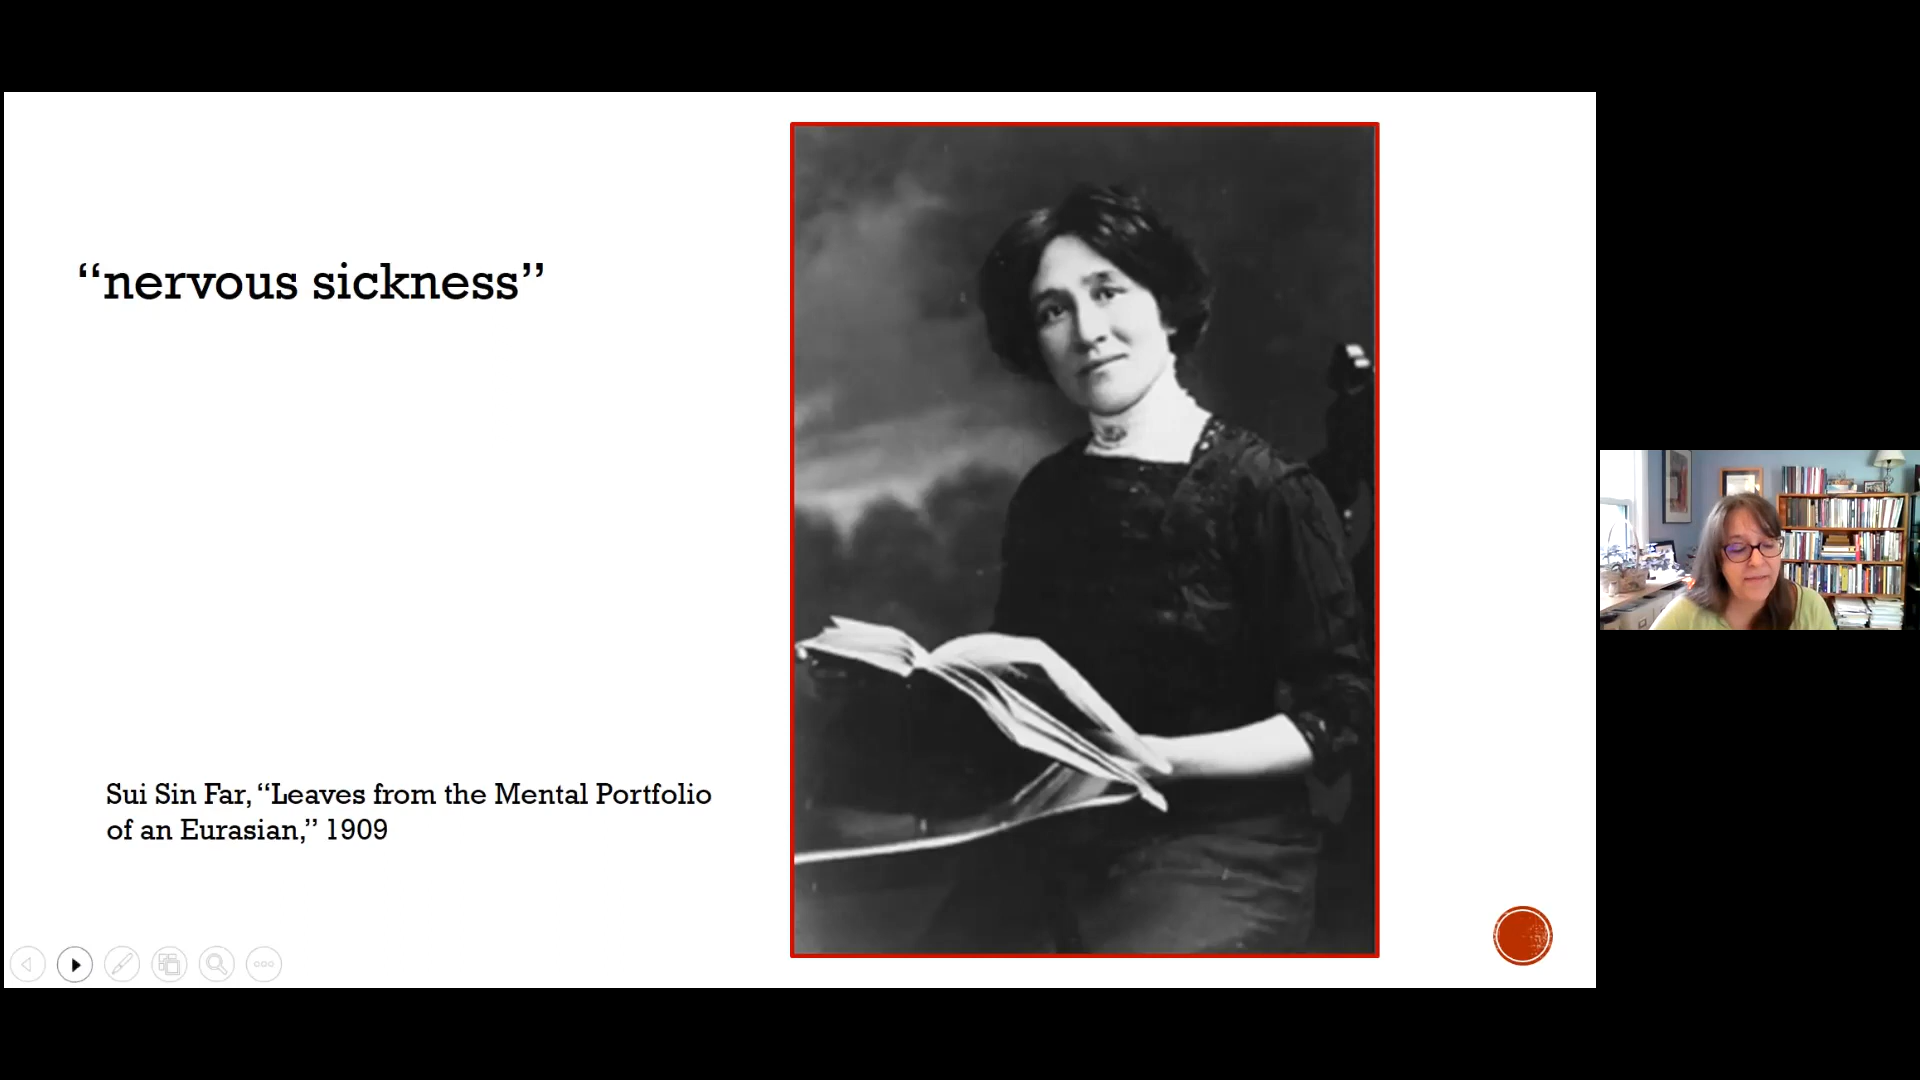 “nervous sickness”
Sui Sin Far, “Leaves from the Mental Portfolio
of an Eurasian,” 1909